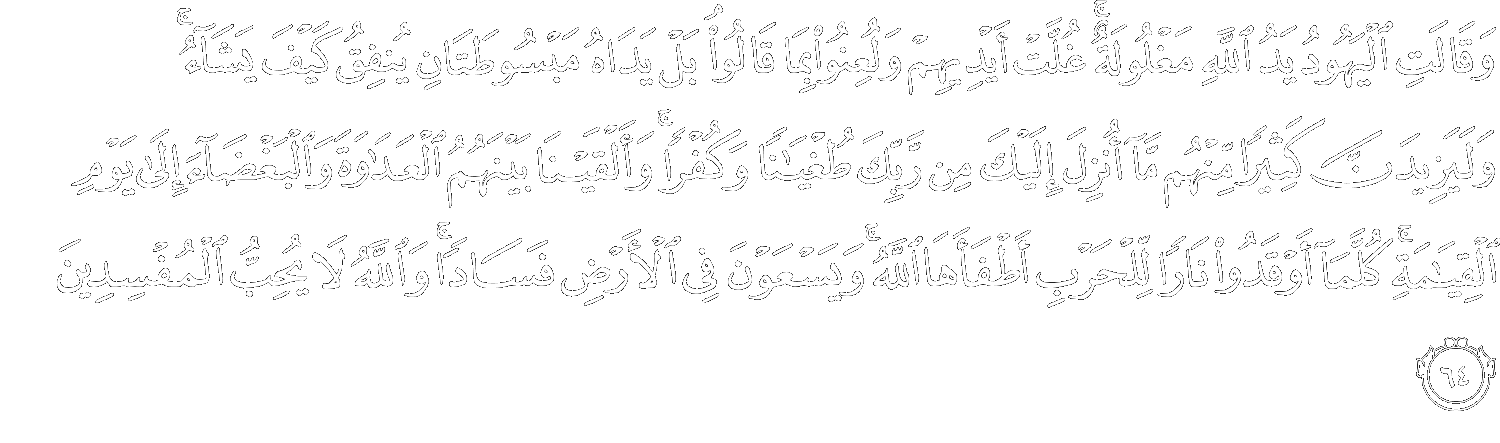 وَقَالَتِ ٱلْيَهُودُ يَدُ ٱللَّهِ مَغْلُولَةٌ ۚ غُلَّتْ أَيْدِيهِمْ وَلُعِنُوا۟ بِمَا قَالُوا۟ ۘ بَلْ يَدَاهُ مَبْسُوطَتَانِ يُنفِقُ كَيْفَ يَشَآءُ ۚ
وَلَيَزِيدَنَّ كَثِيرًا مِّنْهُم مَّآ أُنزِلَ إِلَيْكَ مِن رَّبِّكَ طُغْيَـٰنًا وَكُفْرًا ۚ وَأَلْقَيْنَا بَيْنَهُمُ ٱلْعَدَٰوَةَ وَٱلْبَغْضَآءَ إِلَىٰ يَوْمِ
ٱلْقِيَـٰمَةِ ۚ كُلَّمَآ أَوْقَدُوا۟ نَارًا لِّلْحَرْبِ أَطْفَأَهَا ٱللَّهُ ۚ وَيَسْعَوْنَ فِى ٱلْأَرْضِ فَسَادًا ۚ وَٱللَّهُ لَا يُحِبُّ ٱلْمُفْسِدِينَ
٦٤